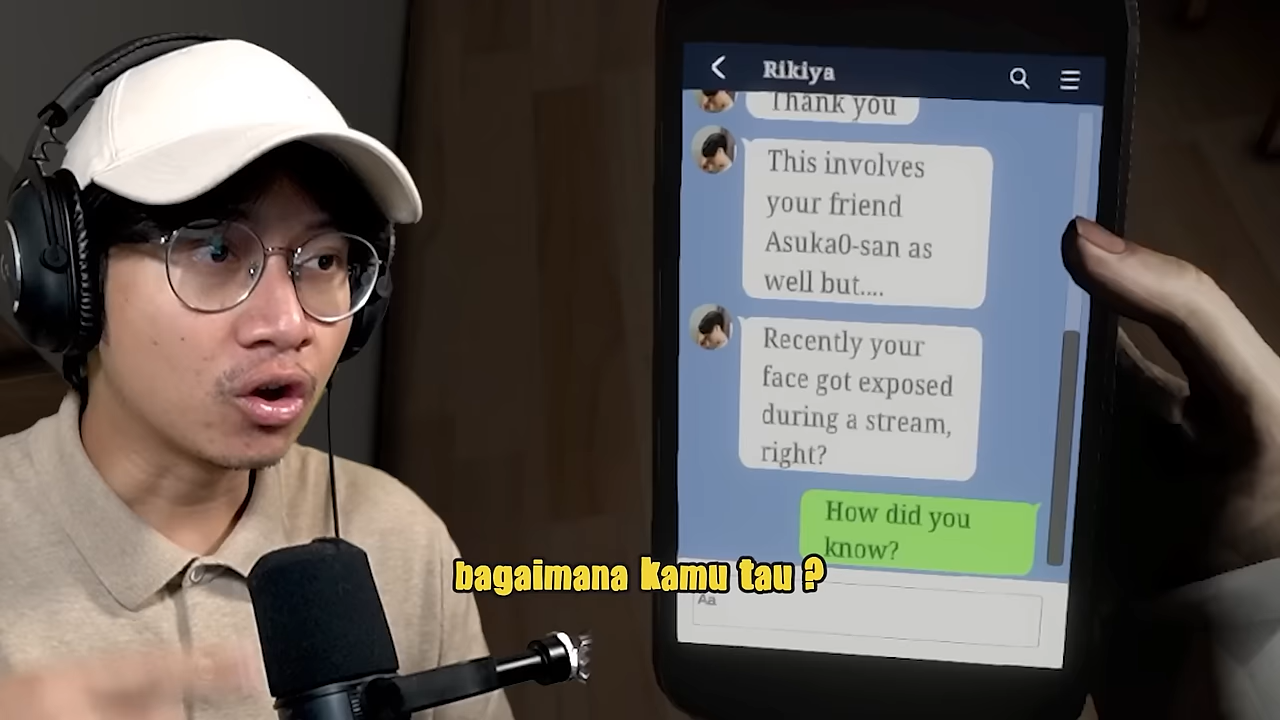 Rikiya
Thank you
This involves
your friend
Asuka0-san as
well but....
Recently your
face got exposed
during a stream,
right?
How did you
know?
bagaimana kamu tau ?
Aa